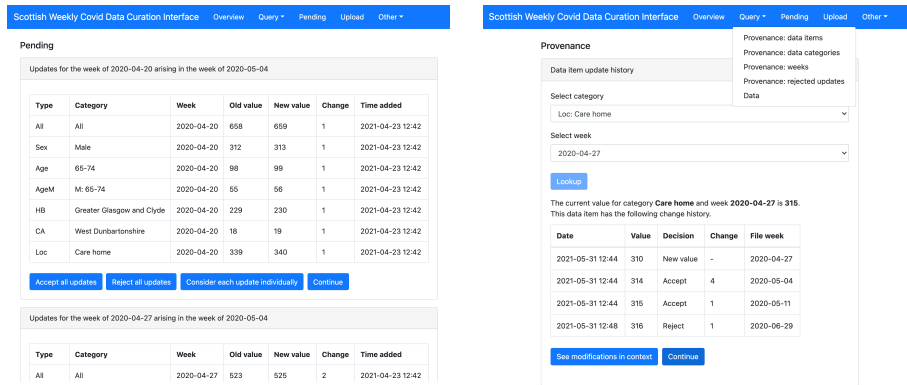 Scottish Weekly Covid Data Curation Interface Overview Query Pending Upload Other
Pending
Updates for the week of 2020-04-20 arising in the week of 2020-05-04
Type Category Week Old value New value Change Time added
All All 2020-04-20 658 659 1 2021-04-23 12:42
Sex Male 2020-04-20 312 313 1 2021-04-23 12:42
Age 65-74 2020-04-20 98 99 1 2021-04-23 12:42
AgeM M: 65-74 2020-04-20 55 56 1 2021-04-23 12:42
HB Greater Glasgow and Clyde 2020-04-20 229 230 1 2021-04-23 12:42
CA West Dunbartonshire 2020-04-20 18 19 1 2021-04-23 12:42
Loc Care home 2020-04-20 339 340 1 2021-04-23 12:42
Accept all updates Reject all updates Consider each update individually Continue
Updates for the week of 2020-04-27 arising in the week of 2020-05-04
Type Category Week Old value New value Change Time added
All All 2020-04-27 523 525 2 2021-04-23 12:42
Scottish Weekly Covid Data Curation Interface Overview Query Pending Upload Other
Provenance: data items
Provenance: data categories
Provenance: weeks
Provenance: rejected updates
Data
Provenance
Data item update history
Select category
Loc: Care home
Select week
2020-04-27
Lookup
The current value for category Care home and week 2020-04-27 is 315.
This data item has the following change history.
Date Value Decision Change File week
2021-05-31 12:44 310 New value - 2020-04-27
2021-05-31 12:44 314 Accept 4 2020-05-04
2021-05-31 12:44 315 Accept 1 2020-05-11
2021-05-31 12:48 316 Reject 1 2020-06-29
See modifications in context Continue